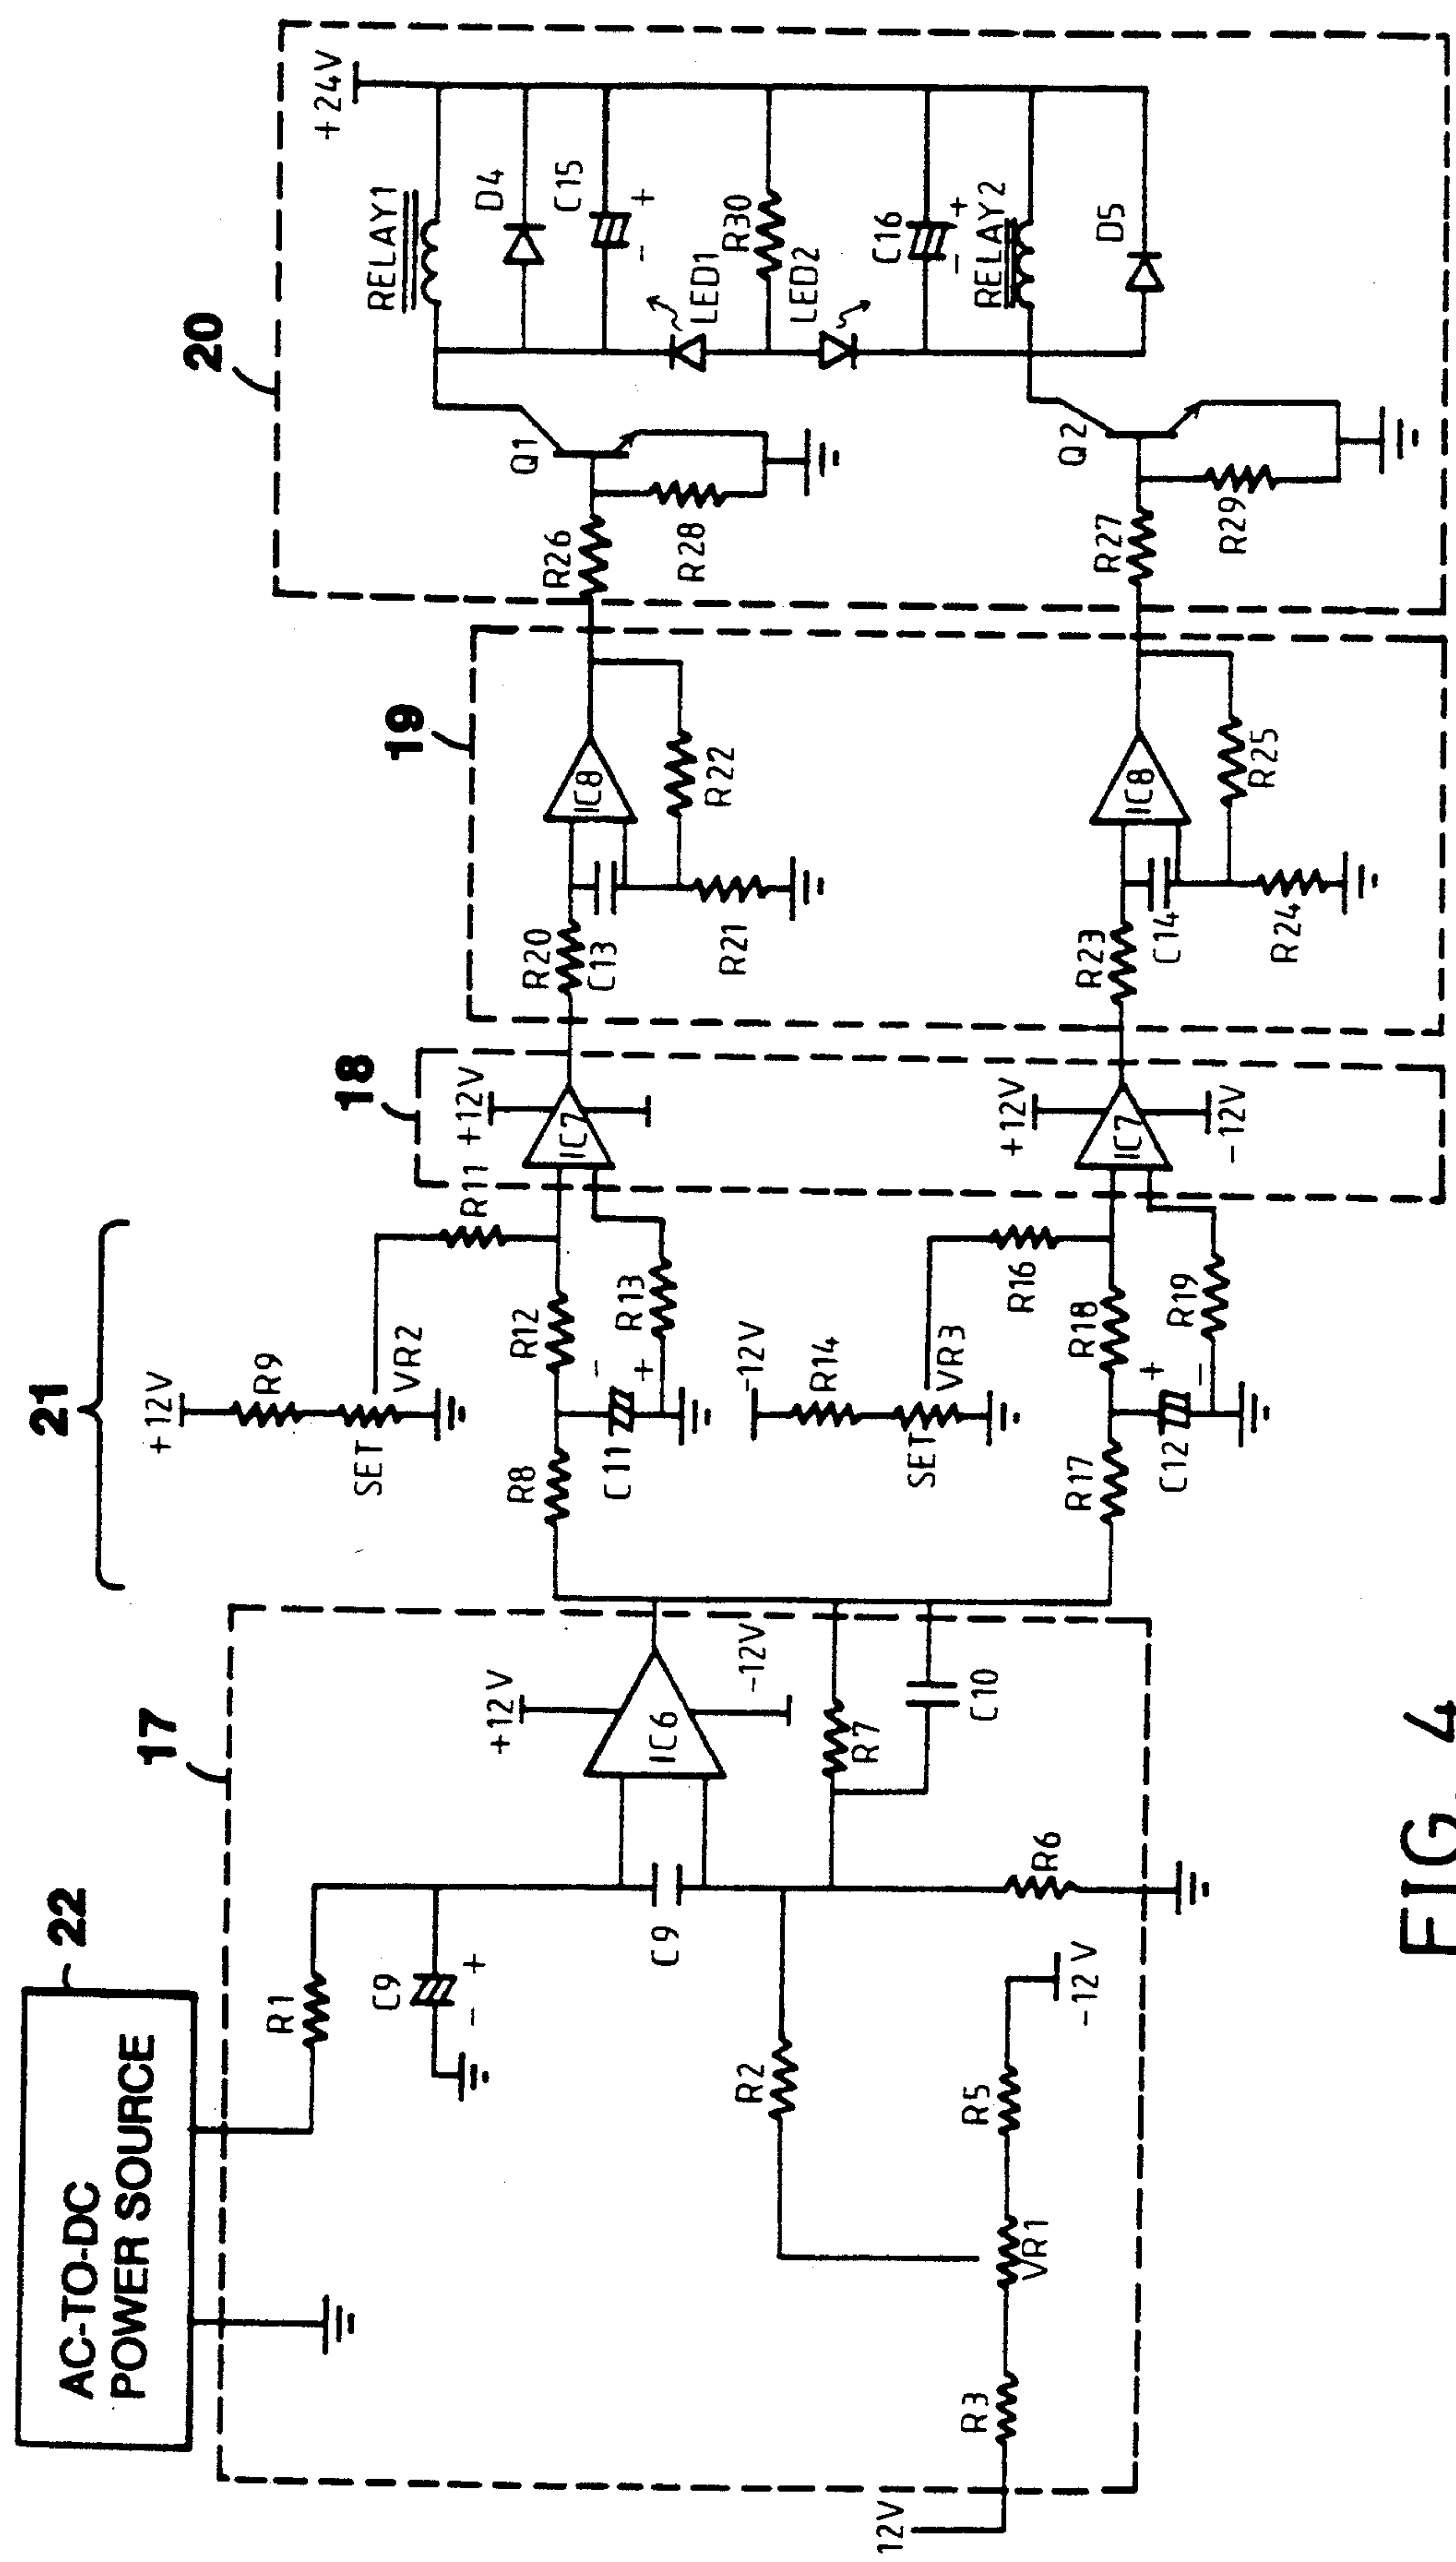 22
AC-TO-DC
POWER SOURCE
17
R1
C9
- +
+12V
IC6
-12V
C9
R7
C10
R2
R6
12V
R3
VR1
R5
-12V
21
+12V
R9
SET
VR2
R11
R8
R12
C11
-
+
R13
-12V
R14
SET
VR3
R16
R17
R18
C12
+
-
R19
18
+12V
IC7
+12V
IC7
-12V
19
R20
C13
IC8
R22
R21
R23
C14
IC8
R25
R24
20
+24V
RELAY1
D4
C15
- +
Q1
R26
R28
LED1
R30
LED2
C16
- +
RELAY2
D5
Q2
R27
R29
FIG. 4